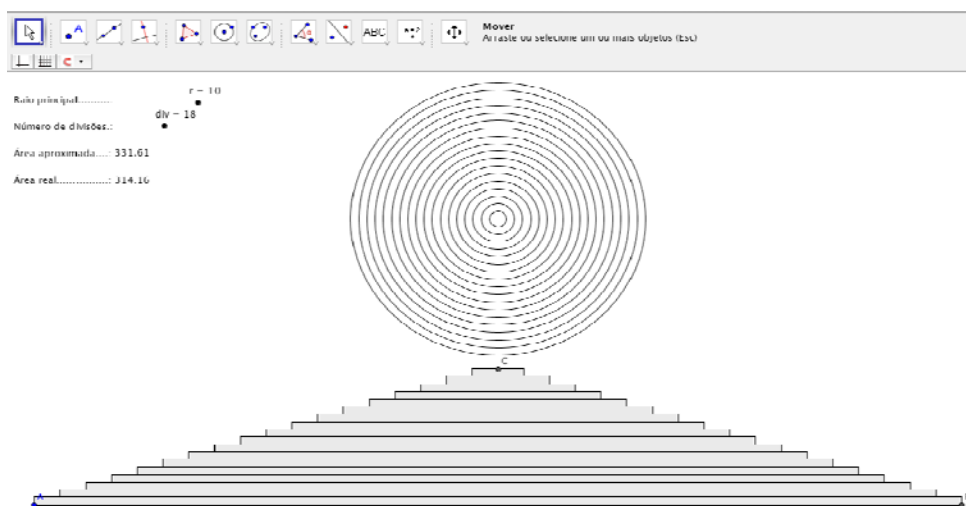 Mover
Arraste ou selecione um ou mais objetos (Esc)
A
ABC
r = 10
Raio principal...........
div = 18
Número de divisões.:
Área aproximada....: 331.61
Área real................: 314.16
C
A